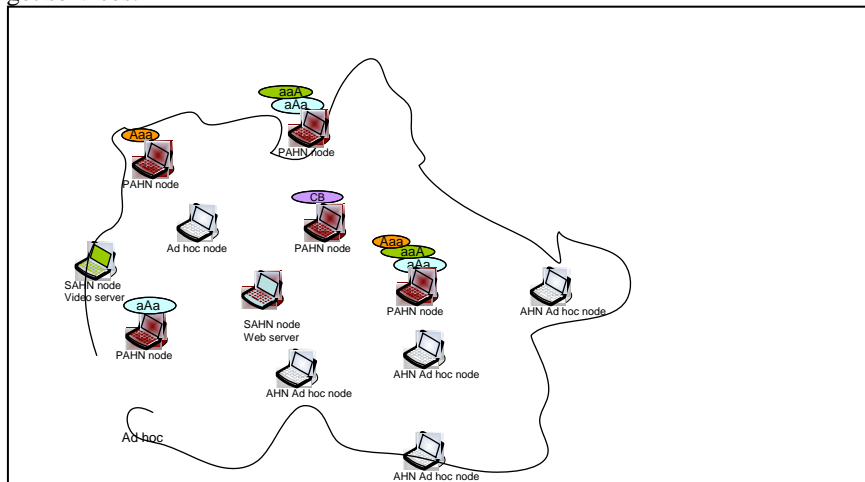 aaA
aAa
PAHN node
Aaa
PAHN node
CB
PAHN node
Ad hoc node
Aaa
aaA
aAa
PAHN node
SAHN node
Video server
AHN Ad hoc node
aAa
PAHN node
SAHN node
Web server
AHN Ad hoc node
AHN Ad hoc node
Ad hoc
AHN Ad hoc node